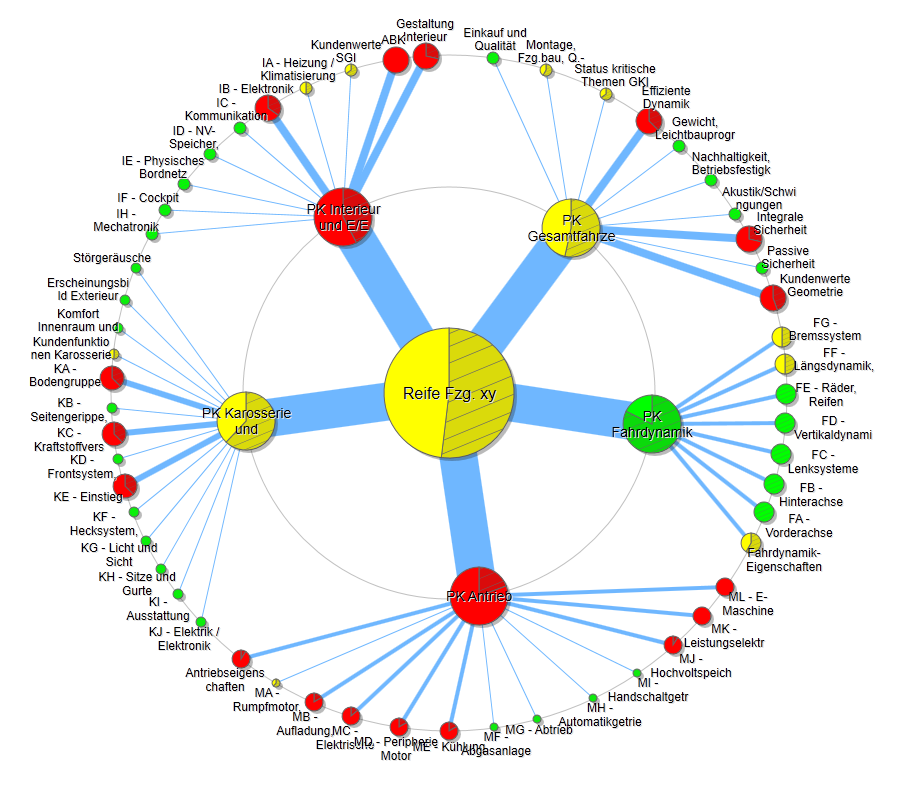 Gestaltung
Interieur
ABK
Kundenwerte
SGI
IA - Heizung /
Klimatisierung
IB - Elektronik
IC -
Kommunikation
ID - NV-
Speicher,
IE - Physisches
Bordnetz
IF - Cockpit
IH -
Mechatronik
Störgeräusche
Erscheinungsbi
ld Exterieur
Komfort
Innenraum und
Kundenfunktio
nen Karosserie
KA -
Bodengruppe
KB -
Seitengerippe,
KC -
Kraftstoffvers
KD -
Frontsystem,
KE - Einstieg
KF -
Hecksystem,
KG - Licht und
Sicht
KH - Sitze und
Gurte
KI -
Ausstattung
KJ - Elektrik /
Elektronik
Antriebseigens
chaften
MA -
Rumpfmotor
MB -
Aufladung,
MC -
Elektrische
MD - Peripherie
Motor
ME - Kühlung
MF -
Abgasanlage
MG - Abtrieb
MH -
Automatikgetrie
MI -
Handschaltgetr
MJ -
Hochvoltspeich
MK -
Leistungselektr
ML - E-
Maschine
Fahrdynamik-
Eigenschaften
FA -
Vorderachse
FB -
Hinterachse
FC -
Lenksysteme
FD -
Vertikaldynami
FE - Räder,
Reifen
FF -
Längsdynamik,
FG -
Bremssystem
Kundenwerte
Geometrie
Passive
Sicherheit
Integrale
Sicherheit
Akustik/Schwi
ngungen
Nachhaltigkeit,
Betriebsfestigk
Gewicht,
Leichtbauprogr
Effiziente
Dynamik
Status kritische
Themen GKI
Montage,
Fzg.bau, Q.-
Einkauf und
Qualität
PK Interieur
und E/E
PK
Gesamtfahrze
Reife Fzg. xy
PK Karosserie
und
PK
Fahrdynamik
PK Antrieb